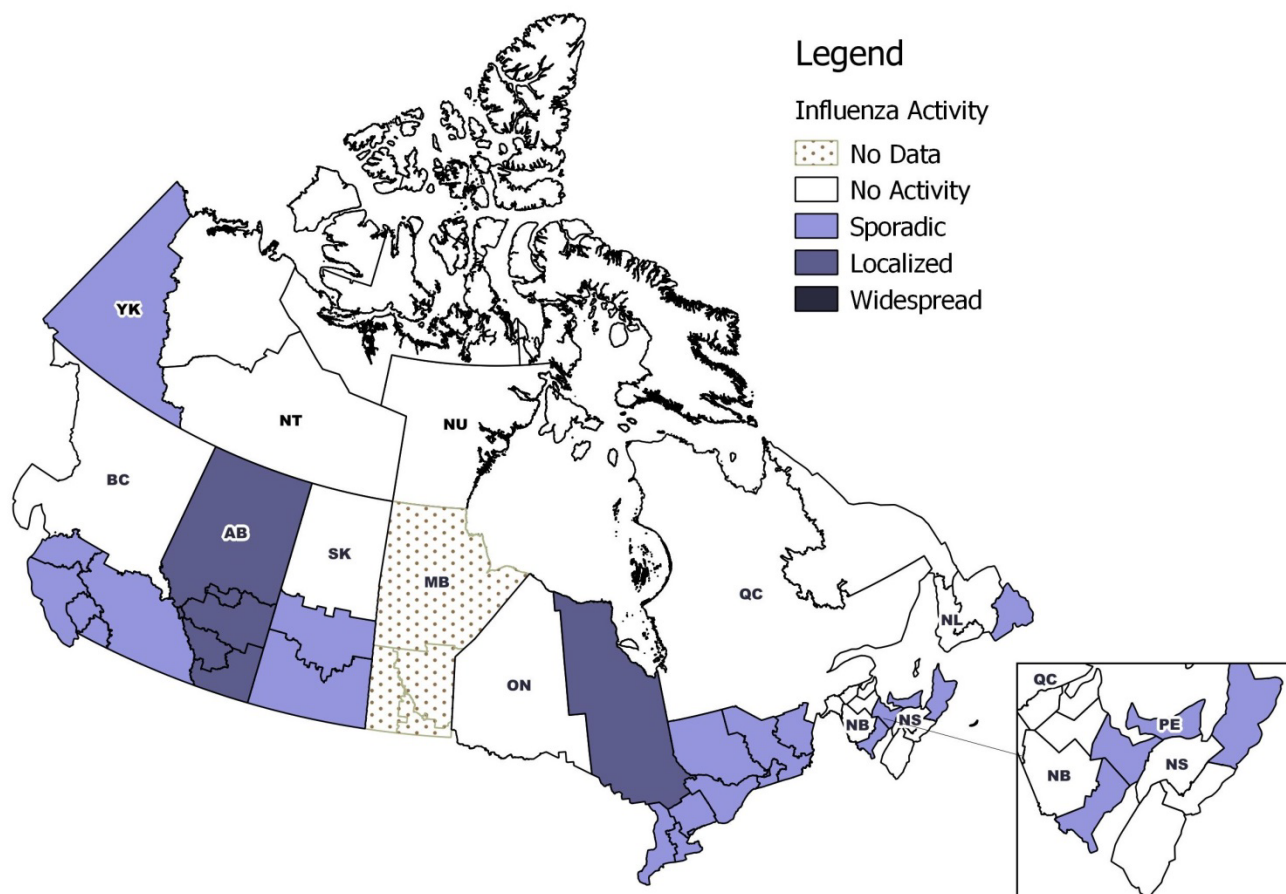 Legend
Influenza Activity
No Data
No Activity
Sporadic
Localized
Widespread
YK
NT
NU
BC
AB
SK
MB
ON
QC
NL
NB
NS
QC
PE
NB
NS